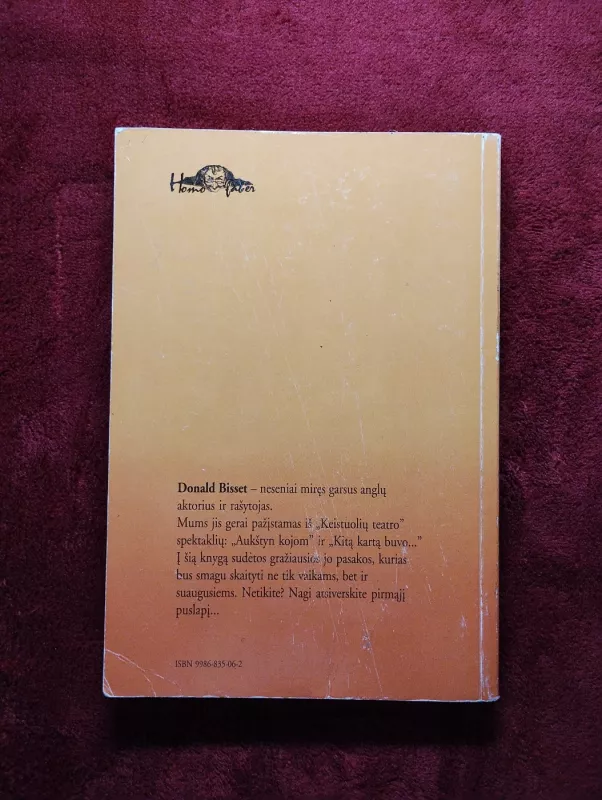 Homo faber
Donald Bisset – neseniai miręs garsus anglų
aktorius ir rašytojas.
Mums jis gerai pažįstamas iš „Keistuolių teatro”
spektaklių: „Aukštyn kojom” ir „Kitą kartą buvo...”
Į šią knygą sudėtos gražiausios jo pasakos, kurias
bus smagu skaityti ne tik vaikams, bet ir
suaugusiems. Netikite? Nagi atsiverskite pirmąjį
puslapį...
ISBN 9986-835-06-2